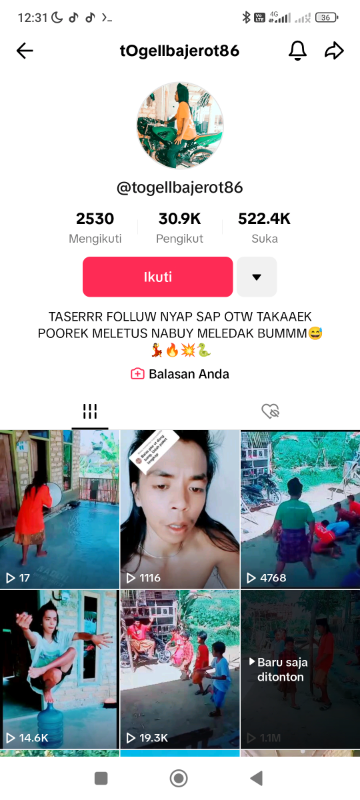 12:31
4G
36
tOgellbajerot86
@togellbajerot86
2530 30.9K 522.4K
Mengikuti Pengikut Suka
Ikuti
TASERRR FOLLUW NYAP SAP OTW TAKAAEK
POOREK MELETUS NABUY MELEDAK BUMMM😅
💃🔥💥🐍
Balasan Anda
17
1116
4768
14.6K
19.3K
Baru saja
ditonton
1.1M